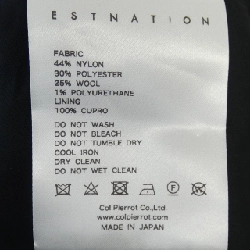 ESTNATION
FABRIC
44% NYLON
30% POLYESTER
25% WOOL
1% POLYURETHANE
LINING
100% CUPRO
DO NOT WASH
DO NOT BLEACH
DO NOT TUMBLE DRY
COOL IRON
DRY CLEAN
DO NOT WET CLEAN
Col Pierrot Co.,Ltd.
www.colpierrot.com
MADE IN JAPAN